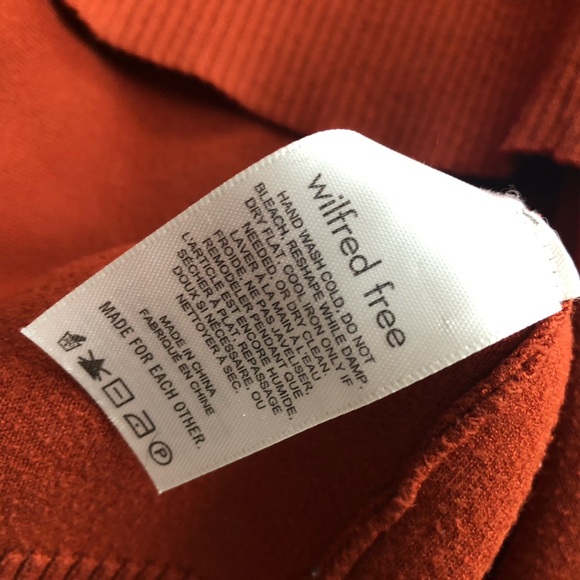 wilfred free
HAND WASH COLD. DO NOT
BLEACH, RESHAPE WHILE DAMP.
DRY FLAT. COOL IRON ONLY IF
NEEDED, OR DRY CLEAN
LAVER À LA MAIN À L'EAU
FROIDE, NE PAS JAVELISER,
REMODELER PENDANT QUE
L'ARTICLE EST ENCORE HUMIDE,
SÉCHER À PLAT. REPASSAGE
DOUX SI NÉCESSAIRE, OU
NETTOYER À SEC.
MADE IN CHINA
FABRIQUÉ EN CHINE
MADE FOR EACH OTHER.
P